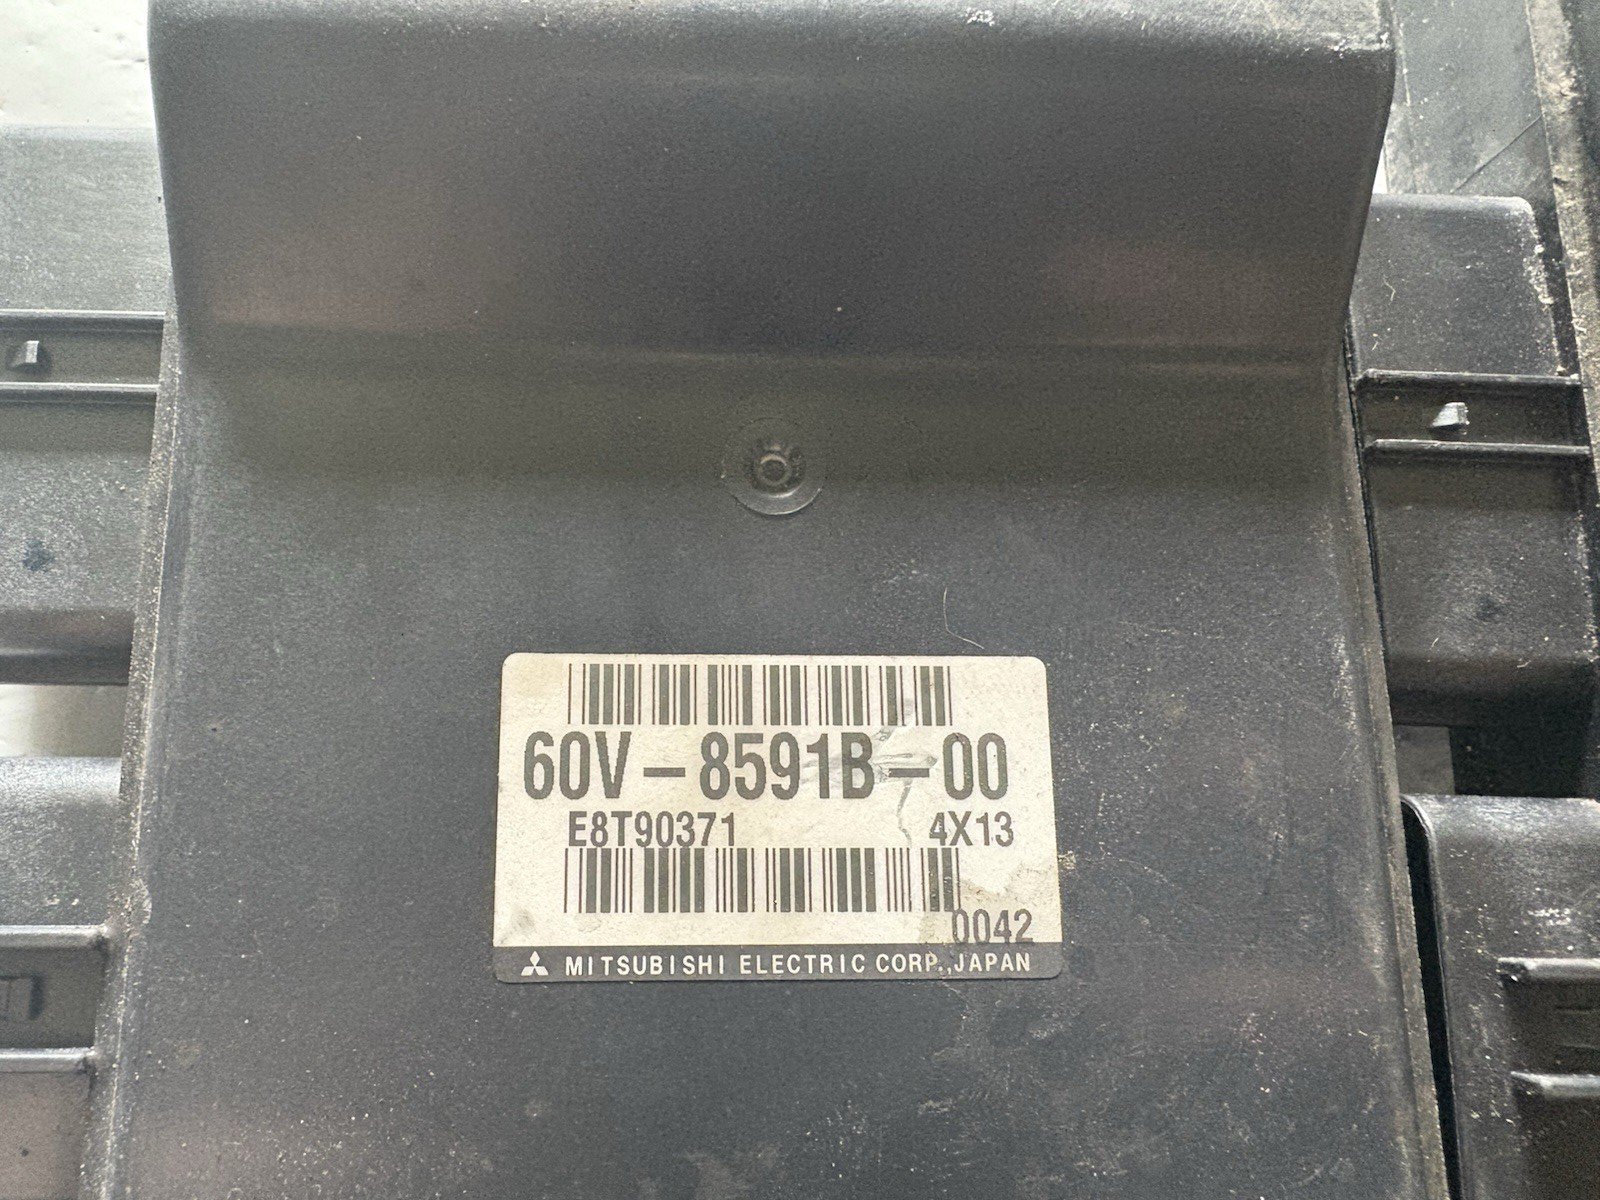 60V-8591B-00
E8T90371 4X13
0042
MITSUBISHI ELECTRIC CORP.,JAPAN